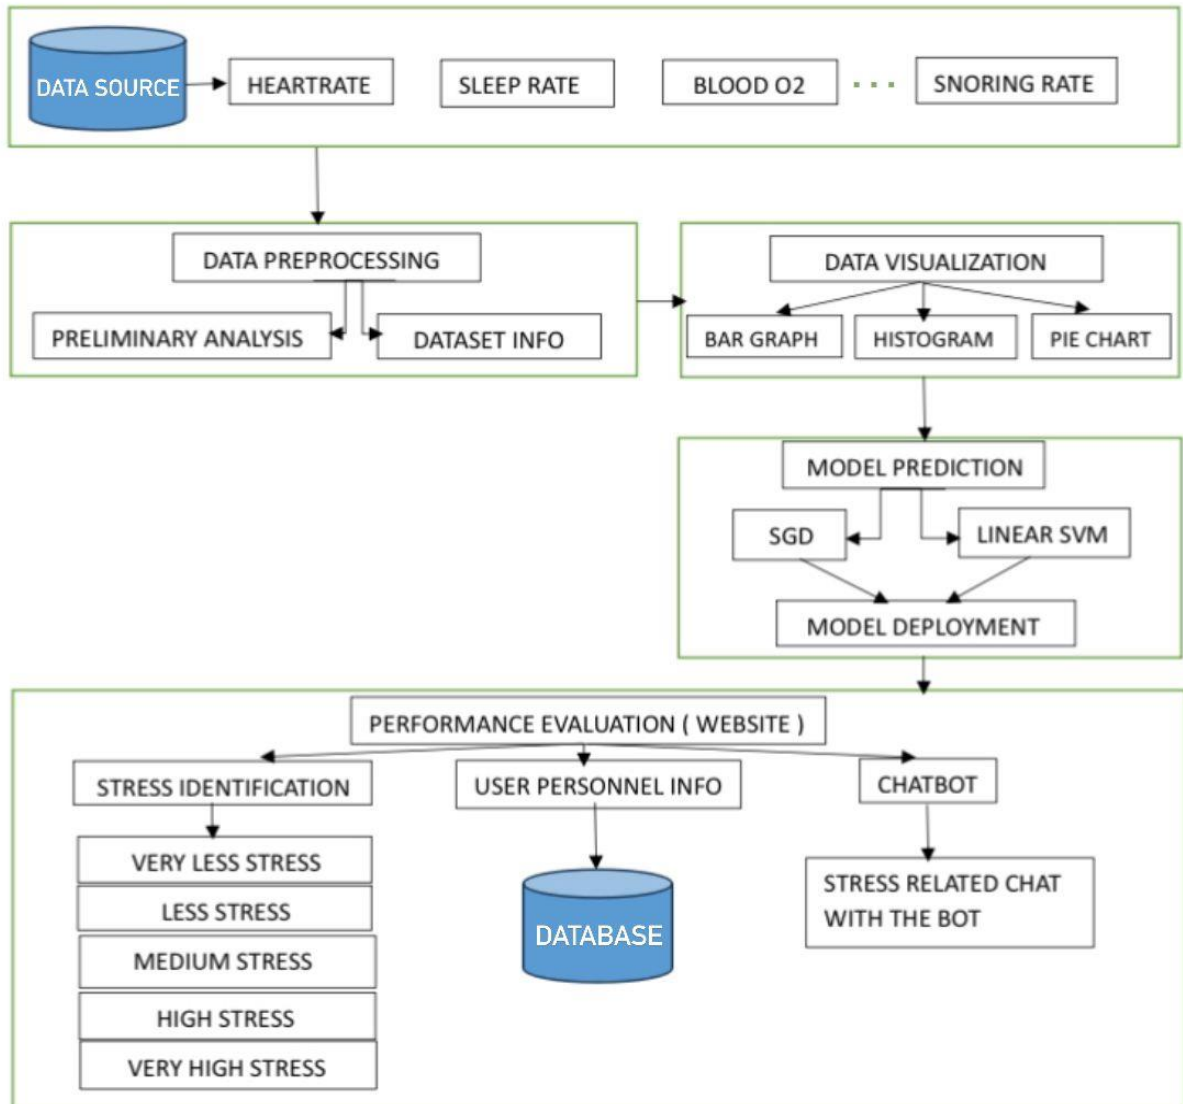 DATA SOURCE
HEARTRATE
SLEEP RATE
BLOOD O2
SNORING RATE
DATA PREPROCESSING
PRELIMINARY ANALYSIS
DATASET INFO
DATA VISUALIZATION
BAR GRAPH
HISTOGRAM
PIE CHART
MODEL PREDICTION
SGD
LINEAR SVM
MODEL DEPLOYMENT
PERFORMANCE EVALUATION ( WEBSITE )
STRESS IDENTIFICATION
VERY LESS STRESS
LESS STRESS
MEDIUM STRESS
HIGH STRESS
VERY HIGH STRESS
USER PERSONNEL INFO
DATABASE
CHATBOT
STRESS RELATED CHAT
WITH THE BOT